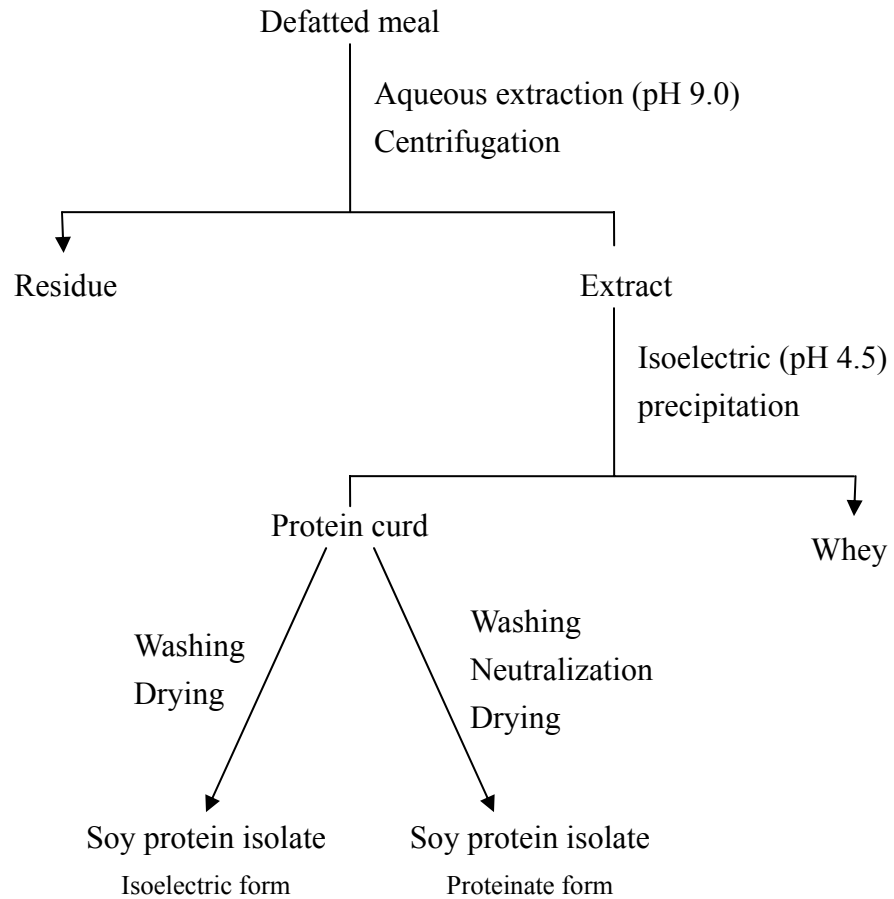 Defatted meal
Aqueous extraction (pH 9.0)
Centrifugation
Residue
Extract
Isoelectric (pH 4.5)
precipitation
Protein curd
Whey
Washing
Drying
Washing
Neutralization
Drying
Soy protein isolate
Isoelectric form
Soy protein isolate
Proteinate form